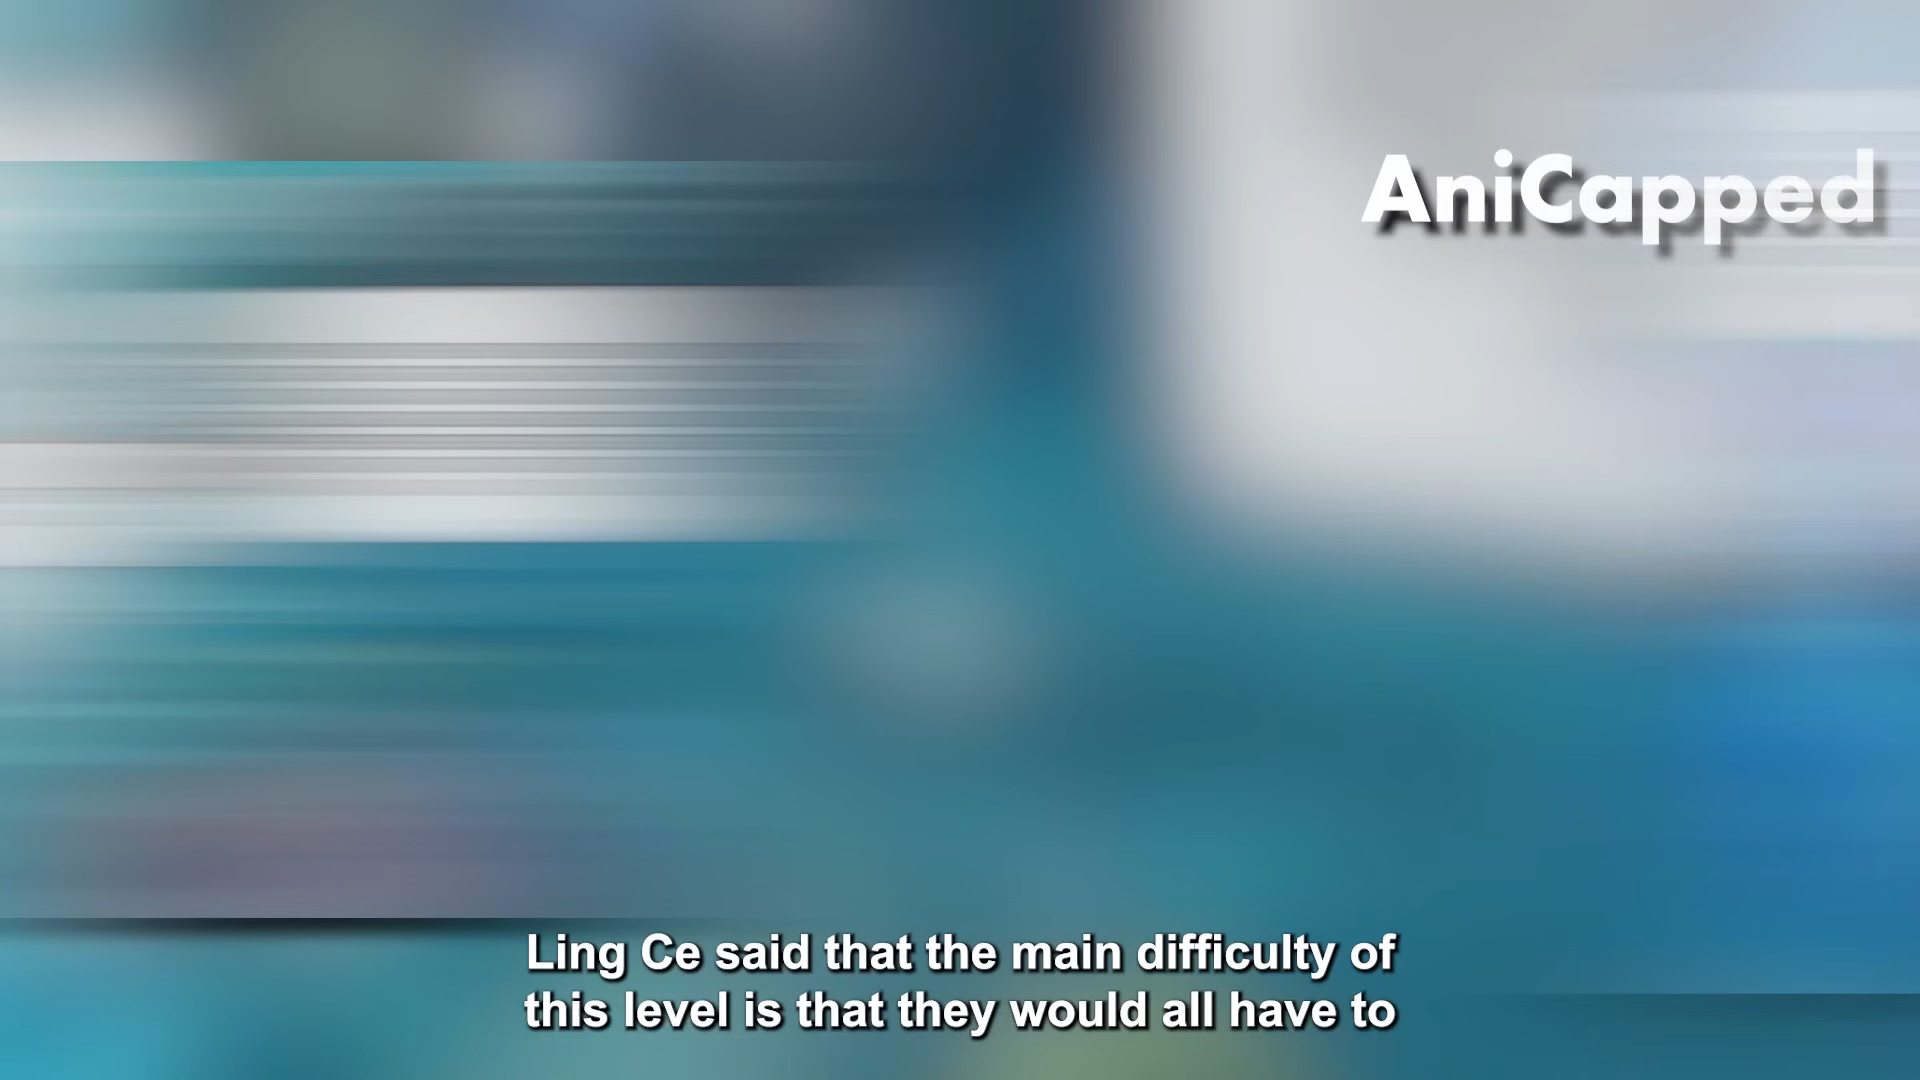 AniCapped
Ling Ce said that the main difficulty of
this level is that they would all have to